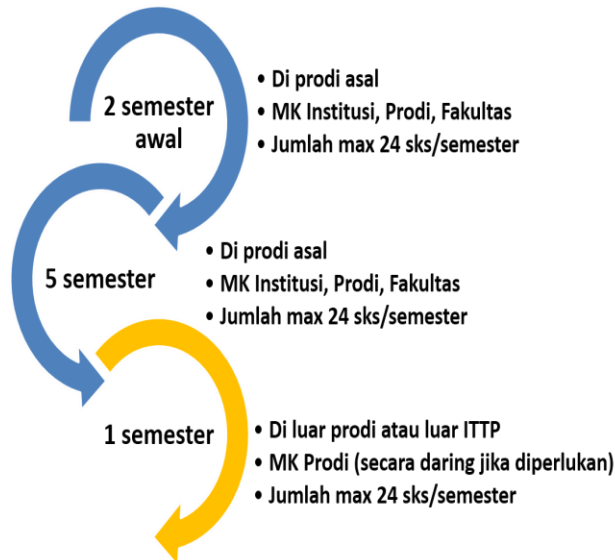 2 semester
awal
• Di prodi asal
• MK Institusi, Prodi, Fakultas
• Jumlah max 24 sks/semester
5 semester
• Di prodi asal
• MK Institusi, Prodi, Fakultas
• Jumlah max 24 sks/semester
1 semester
• Di luar prodi atau luar ITTP
• MK Prodi (secara daring jika diperlukan)
• Jumlah max 24 sks/semester